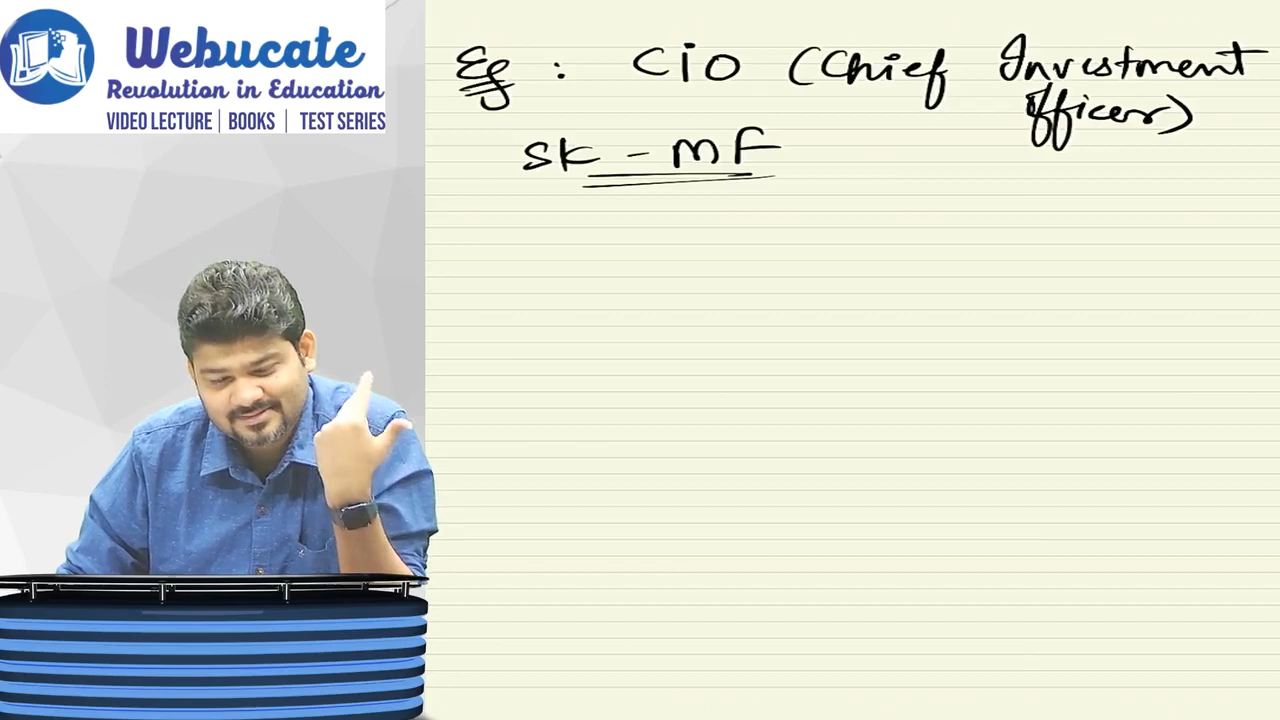 Webucate
Revolution in Education
VIDEO LECTURE | BOOKS | TEST SERIES
Eg : CIO (Chief Investment
officer)
SK - MF